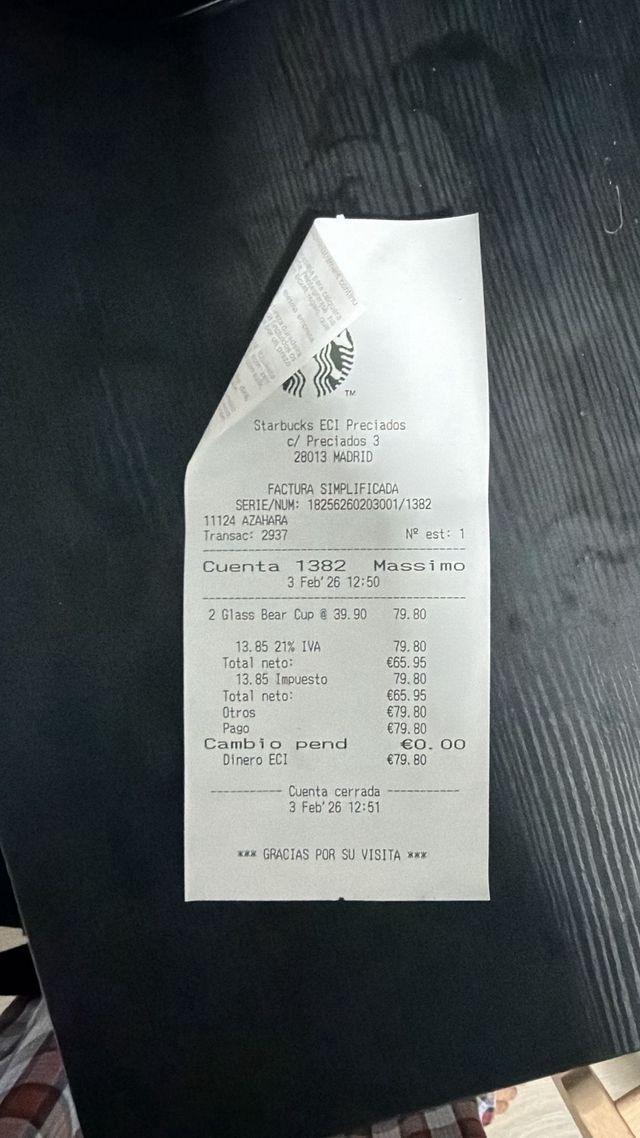 TM
Starbucks ECI Preciados
c/ Preciados 3
28013 MADRID
FACTURA SIMPLIFICADA
SERIE/NUM: 18256260203001/1382
11124 AZAHARA
Transac: 2937 Nº est: 1
Cuenta 1382 Massimo
3 Feb'26 12:50
2 Glass Bear Cup @ 39.90 79.80
13.85 21% IVA 79.80
Total neto: €65.95
13.85 Impuesto 79.80
Total neto: €65.95
Otros €79.80
Pago €79.80
Cambio pend €0.00
Dinero ECI €79.80
---------- Cuenta cerrada ----------
3 Feb'26 12:51
*** GRACIAS POR SU VISITA ***